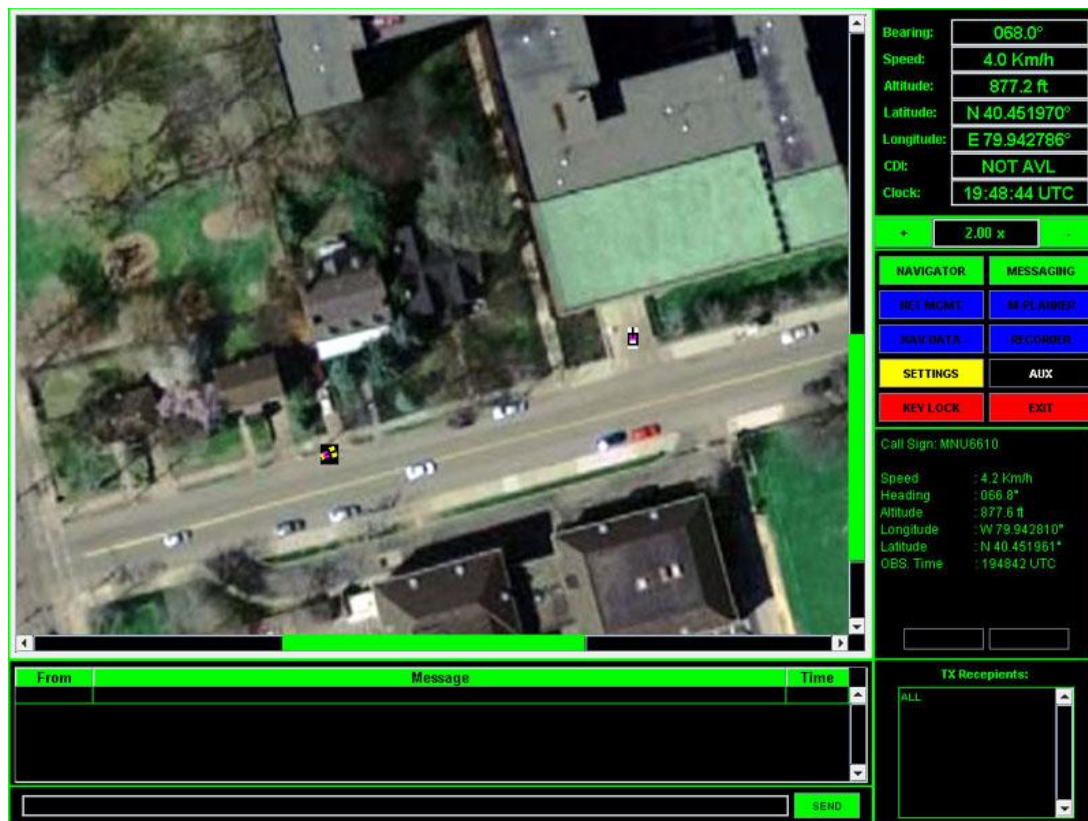 Bearing: 068.0°
Speed: 4.0 Km/h
Altitude: 877.2 ft
Latitude: N 40.451970°
Longitude: E 79.942786°
CDI: NOT AVL
Clock: 19:48:44 UTC
+ 2.00 x -
NAVIGATOR MESSAGING
NET MGMT M-PLANNER
NAV DATA RECORDER
SETTINGS AUX
KEY LOCK EXIT
Call Sign: MNU6610
Speed : 4.2 Km/h
Heading : 066.8°
Altitude : 877.6 ft
Longitude : W 79.942810°
Latitude : N 40.451961°
OBS. Time : 194842 UTC
From Message Time
TX Recepients:
ALL
SEND